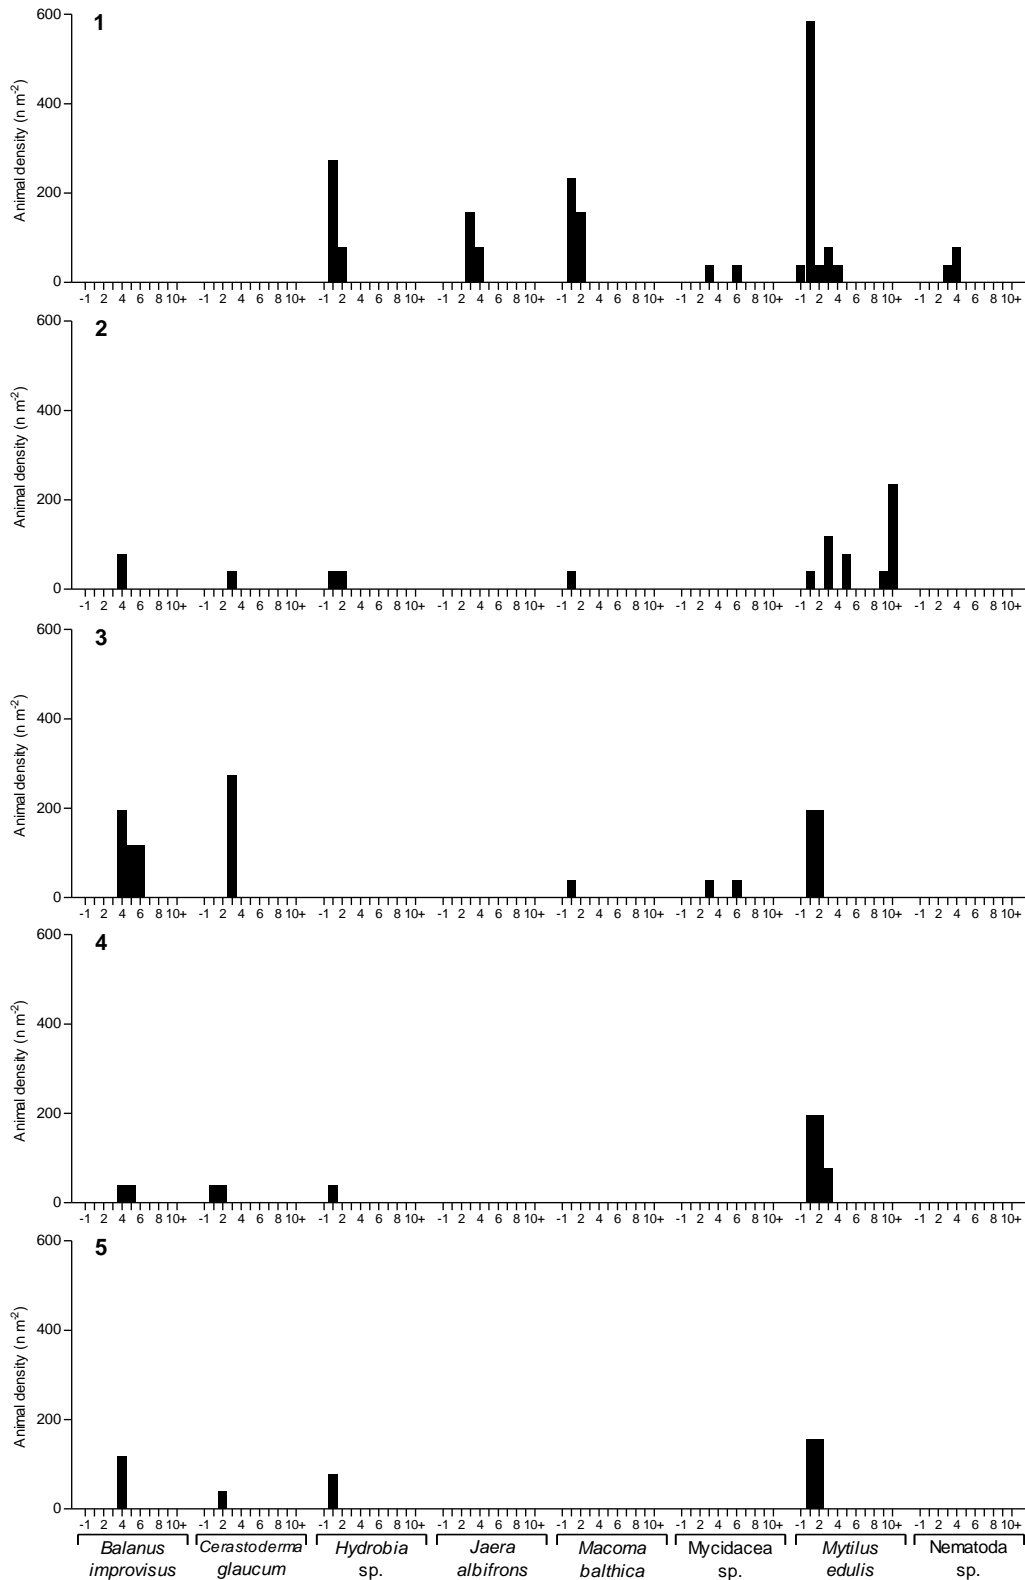 600
1
400
200
0
Animal density (n m-2)
-1 2 4 6 8 10+ -1 2 4 6 8 10+ -1 2 4 6 8 10+ -1 2 4 6 8 10+ -1 2 4 6 8 10+ -1 2 4 6 8 10+ -1 2 4 6 8 10+ -1 2 4 6 8 10+
600
2
400
200
0
Animal density (n m-2)
-1 2 4 6 8 10+ -1 2 4 6 8 10+ -1 2 4 6 8 10+ -1 2 4 6 8 10+ -1 2 4 6 8 10+ -1 2 4 6 8 10+ -1 2 4 6 8 10+ -1 2 4 6 8 10+
600
3
400
200
0
Animal density (n m-2)
-1 2 4 6 8 10+ -1 2 4 6 8 10+ -1 2 4 6 8 10+ -1 2 4 6 8 10+ -1 2 4 6 8 10+ -1 2 4 6 8 10+ -1 2 4 6 8 10+ -1 2 4 6 8 10+
600
4
400
200
0
Animal density (n m-2)
-1 2 4 6 8 10+ -1 2 4 6 8 10+ -1 2 4 6 8 10+ -1 2 4 6 8 10+ -1 2 4 6 8 10+ -1 2 4 6 8 10+ -1 2 4 6 8 10+ -1 2 4 6 8 10+
600
5
400
200
0
Animal density (n m-2)
-1 2 4 6 8 10+ -1 2 4 6 8 10+ -1 2 4 6 8 10+ -1 2 4 6 8 10+ -1 2 4 6 8 10+ -1 2 4 6 8 10+ -1 2 4 6 8 10+ -1 2 4 6 8 10+
Balanus Cerastoderma Hydrobia Jaera Macoma Mycidacea Mytilus Nematoda
improvisus glaucum sp. albifrons balthica sp. edulis sp.